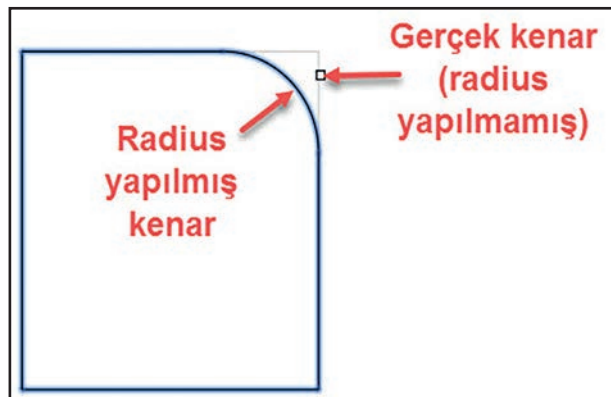 Gerçek kenar
(radius
yapılmamış)
Radius
yapılmış
kenar